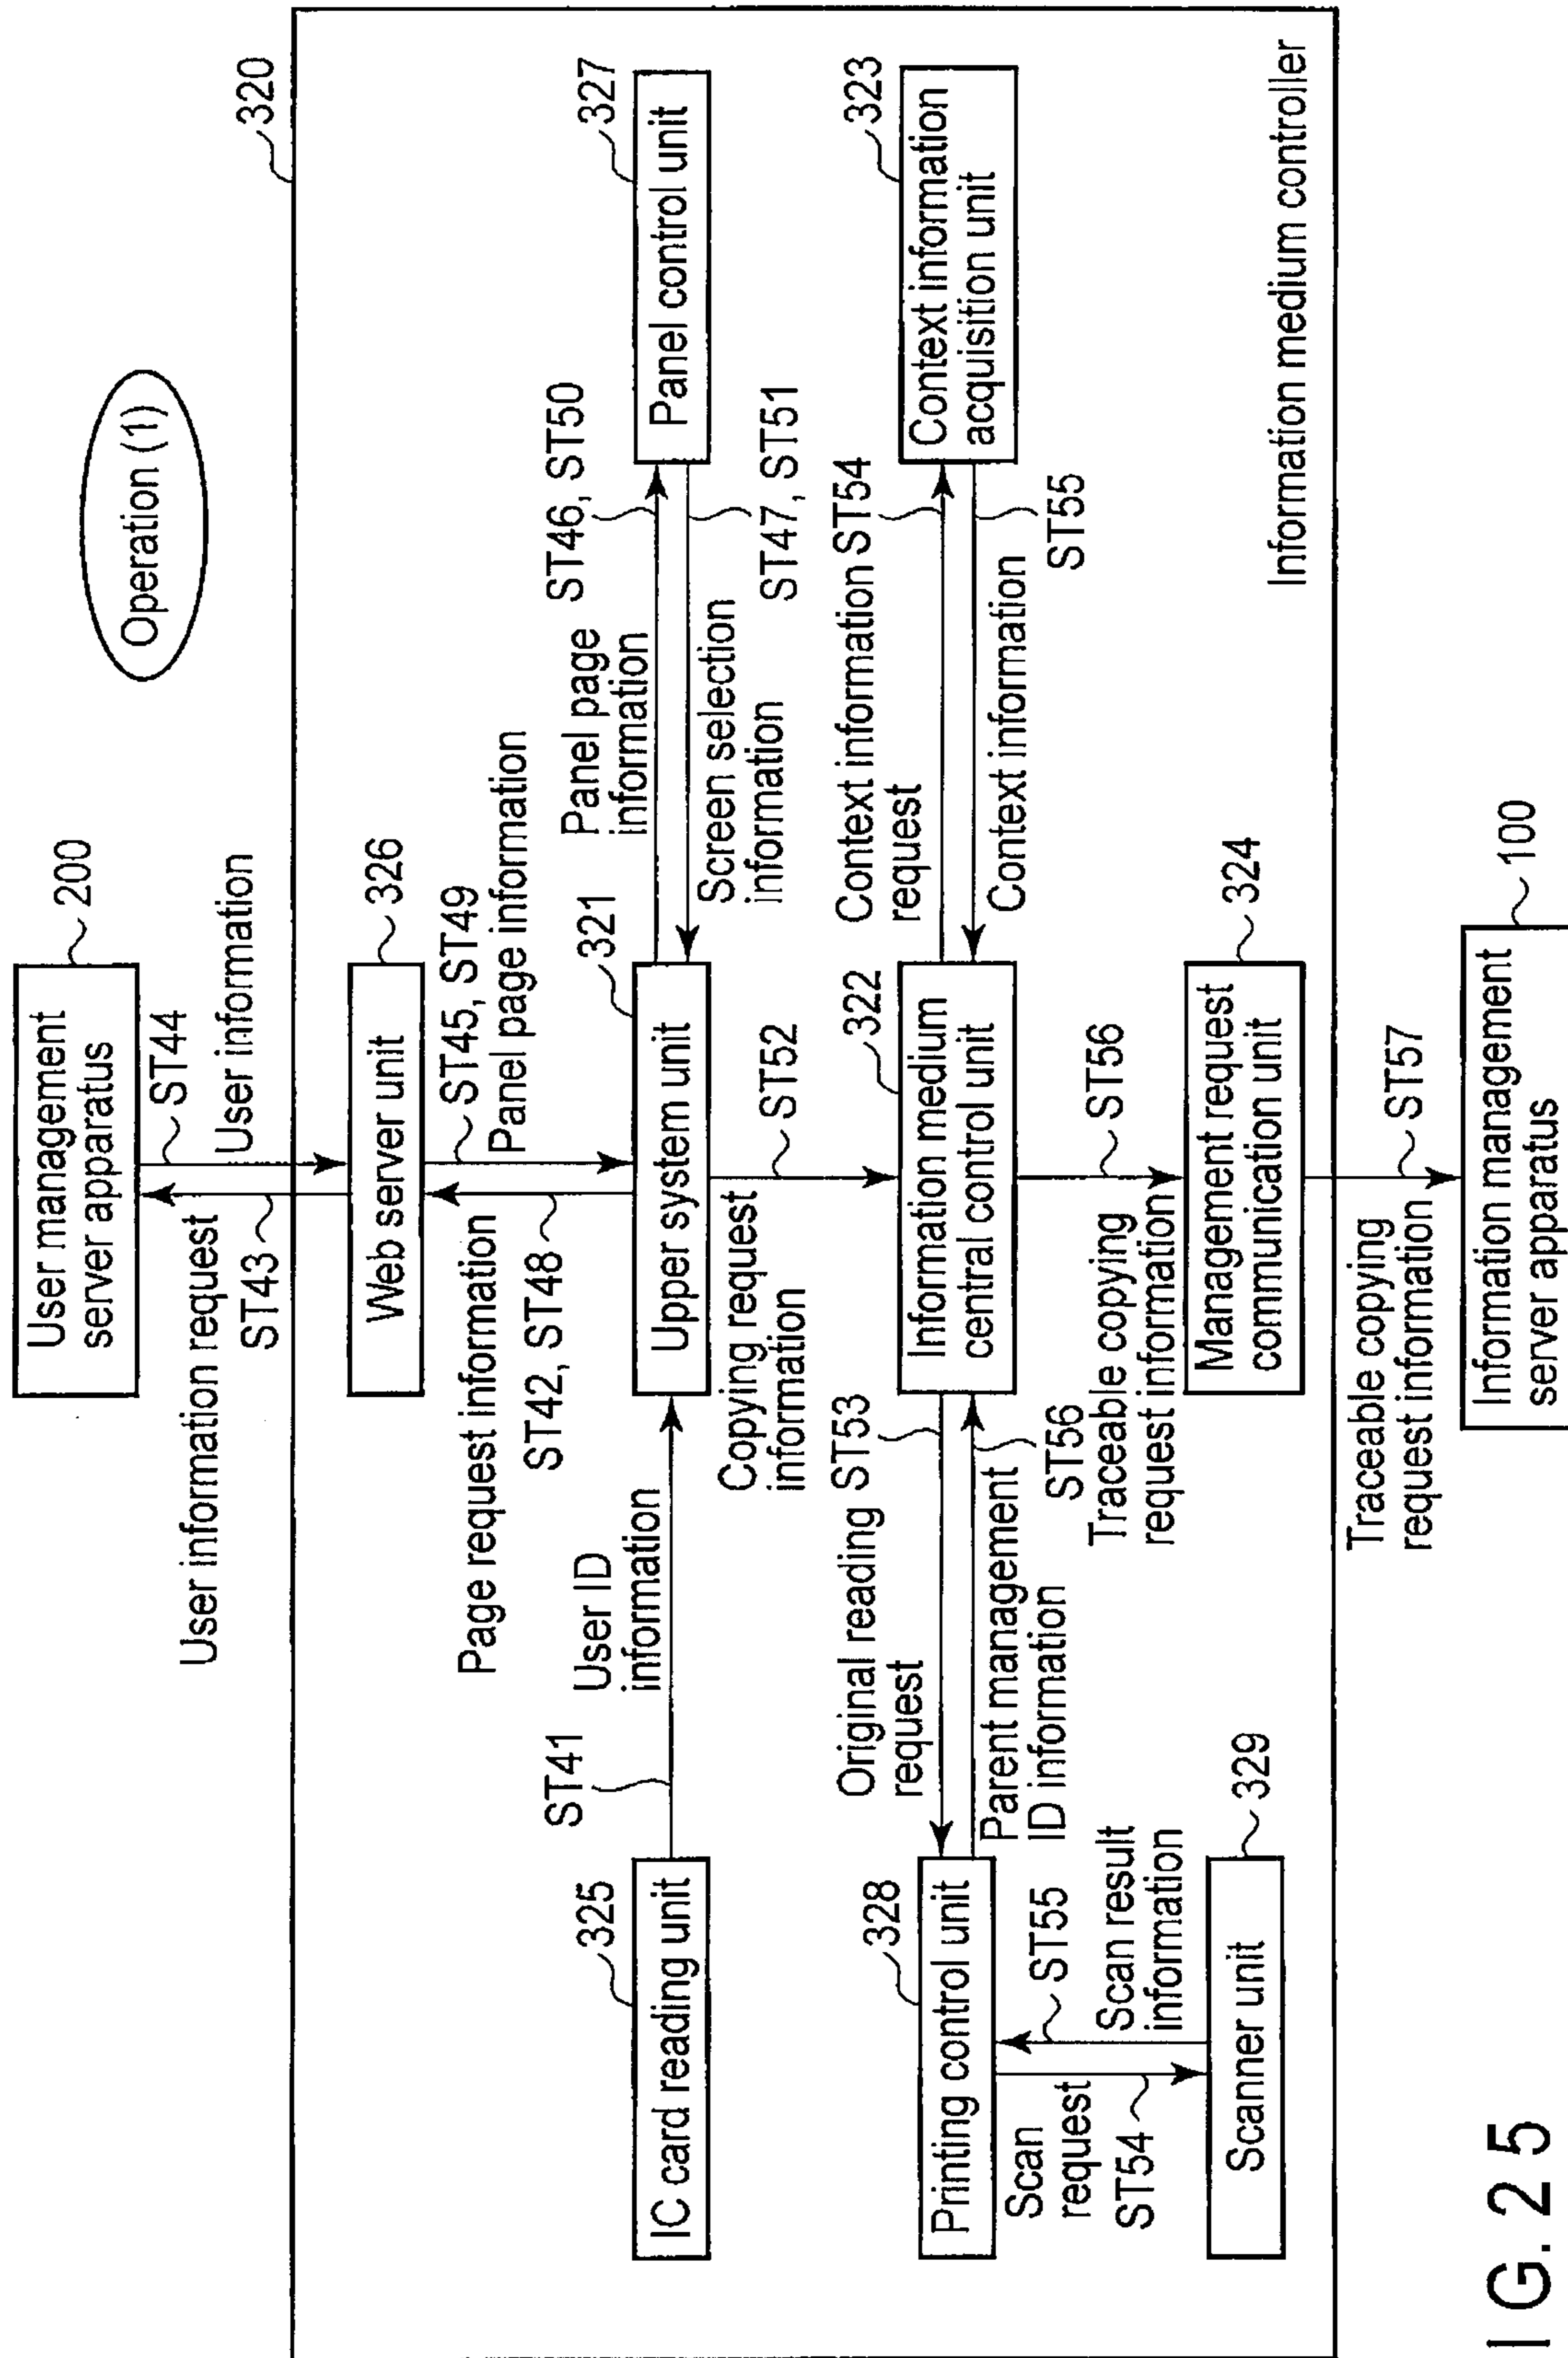 Operation (1)
320
User management
server apparatus
200
User information request
ST43
ST44
User information
Web server unit
326
Page request information
ST42, ST48
ST45, ST49
Panel page information
IC card reading unit
325
ST41
User ID
information
Upper system unit
321
Panel page
information
ST46, ST50
Screen selection
information
ST47, ST51
Panel control unit
327
Copying request
information
ST52
Printing control unit
328
Original reading
request
ST53
Parent management
ID information
ST56
Information medium
central control unit
322
Context information
request
ST54
Context information
ST55
Context information
acquisition unit
323
Scan
request
ST54
ST55
Scan result
information
Scanner unit
329
Traceable copying
request information
ST56
Management request
communication unit
324
Information medium controller
Traceable copying
request information
ST57
Information management
server apparatus
100
I G. 2 5